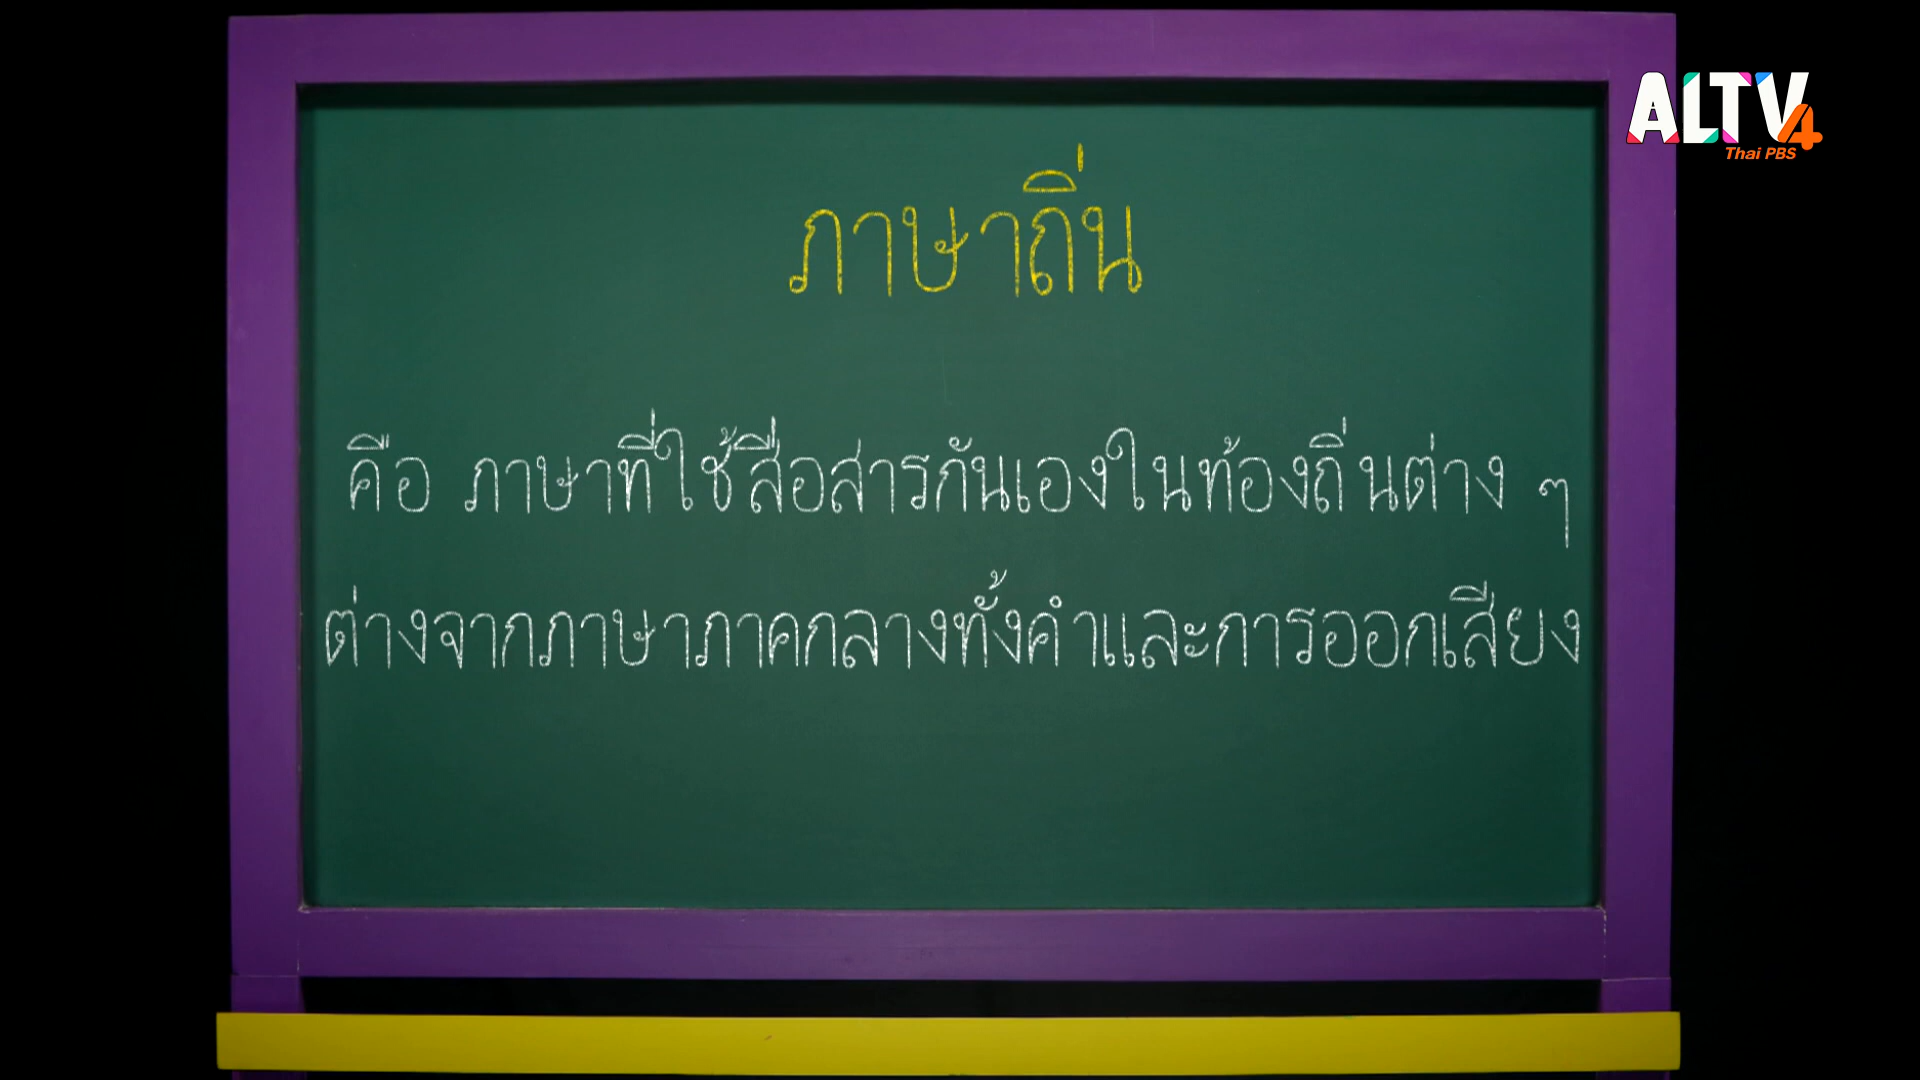 ALTV4
Thai PBS
ภาษาถิ่น
คือ ภาษาที่ใช้สื่อสารกันเองในท้องถิ่นต่าง ๆ
ต่างจากภาษาภาคกลางทั้งคำและการออกเสียง